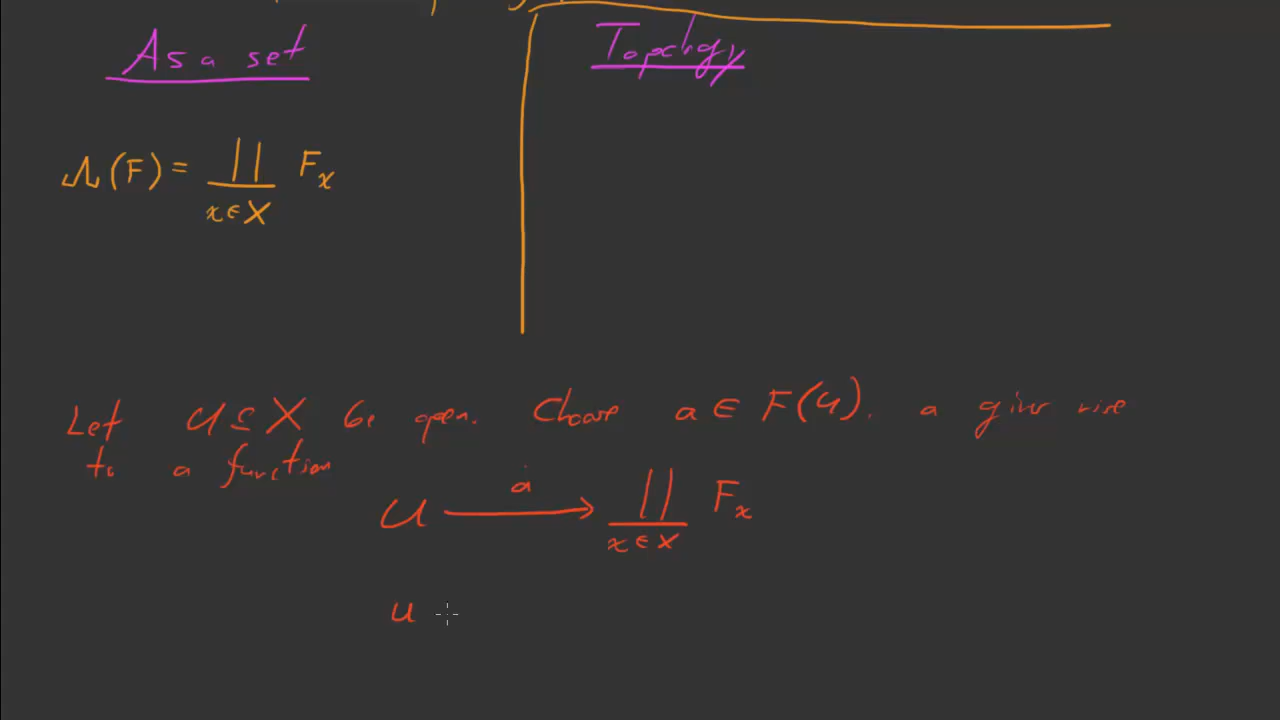 As a set
Topology
Λ(F) = ∐ F_x
x ∈ X
Let U ⊆ X be open. Choose a ∈ F(U). a gives rise
to a function
U —ȧ→ ∐ F_x
x ∈ X
u